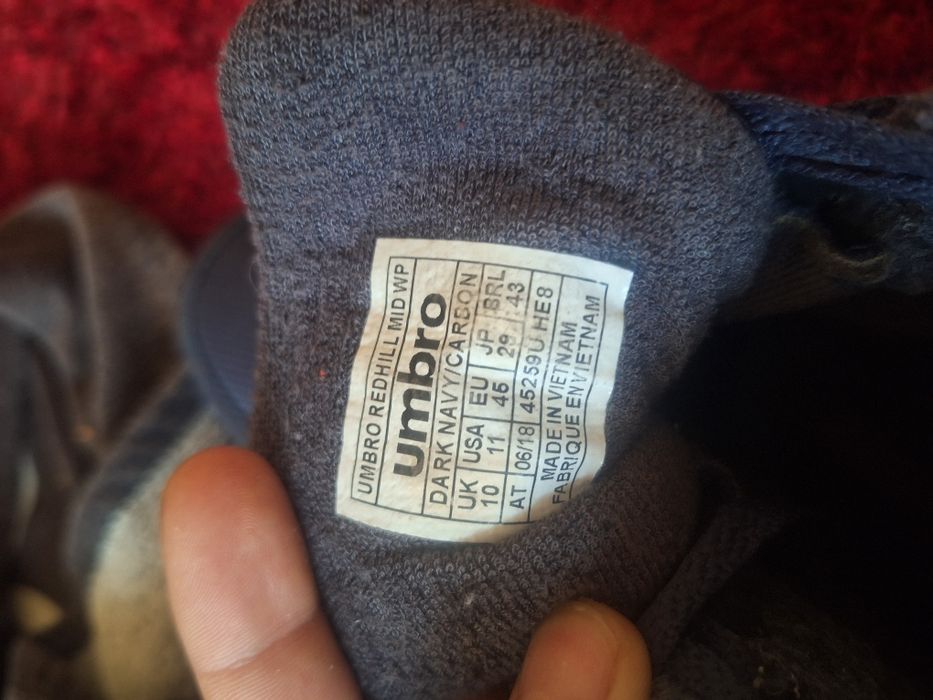 UMBRO REDHILL MID WP
umbro
DARK NAVY/CARBON
UK USA EU JP BRL
10 11 45 29 43
AT 06/18 45259U HE8
MADE IN VIETNAM
FABRIQUE EN VIETNAM